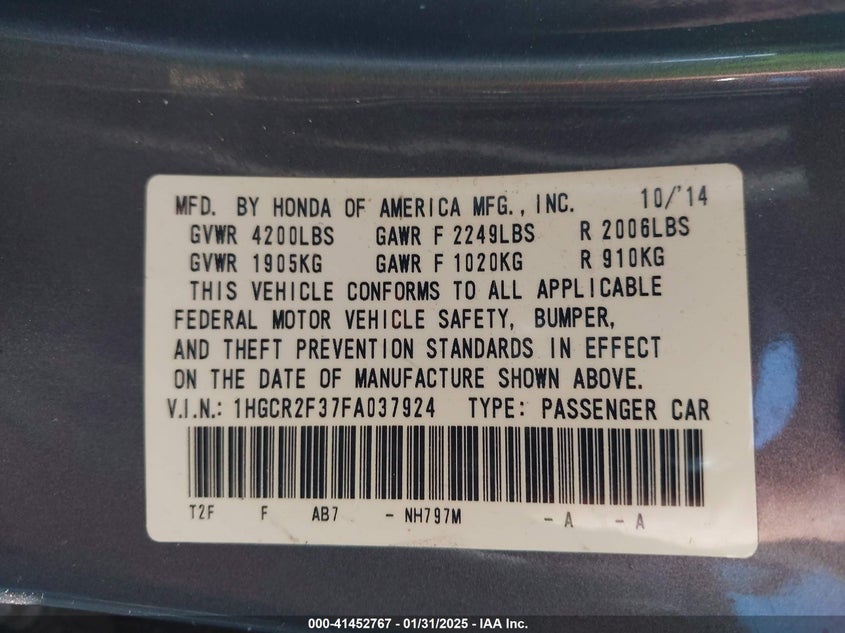 MFD. BY HONDA OF AMERICA MFG., INC. 10/'14
GVWR 4200LBS GAWR F 2249LBS R 2006LBS
GVWR 1905KG GAWR F 1020KG R 910KG
THIS VEHICLE CONFORMS TO ALL APPLICABLE
FEDERAL MOTOR VEHICLE SAFETY, BUMPER,
AND THEFT PREVENTION STANDARDS IN EFFECT
ON THE DATE OF MANUFACTURE SHOWN ABOVE.
V.I.N.: 1HGCR2F37FA037924 TYPE: PASSENGER CAR
T2F F AB7 - NH797M - A - A
000-41452767 - 01/31/2025 - IAA Inc.